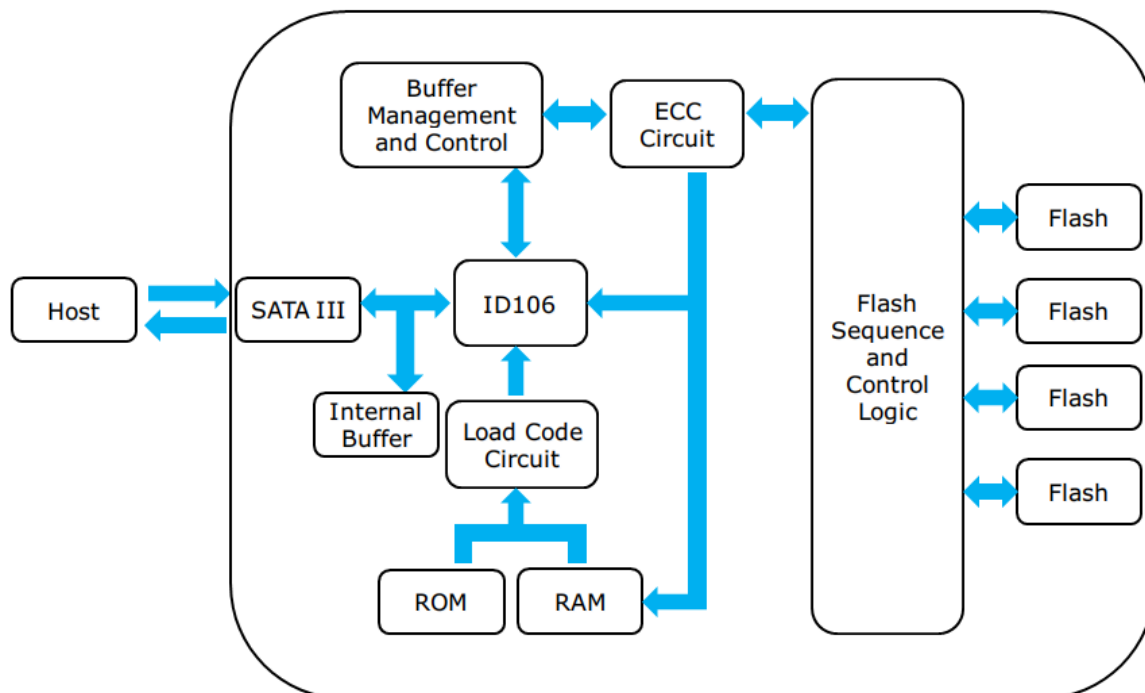 Buffer
Management
and Control
ECC
Circuit
Host
SATA III
ID106
Internal
Buffer
Load Code
Circuit
ROM
RAM
Flash
Sequence
and
Control
Logic
Flash
Flash
Flash
Flash